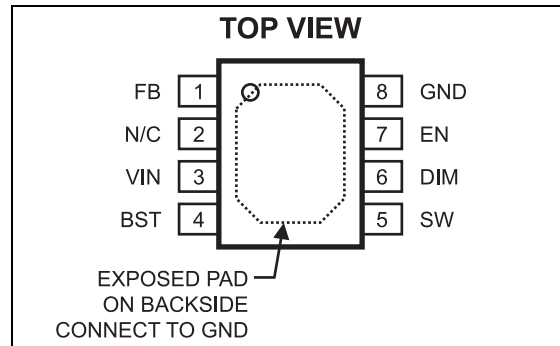 TOP VIEW
FB 1 8 GND
N/C 2 7 EN
VIN 3 6 DIM
BST 4 5 SW
EXPOSED PAD
ON BACKSIDE
CONNECT TO GND